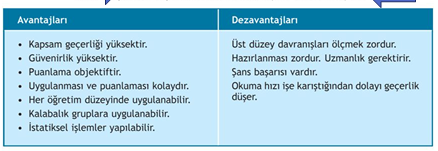 Avantajları
Dezavantajları
• Kapsam geçerliği yüksektir.
• Güvenirlik yüksektir.
• Puanlama objektiftir.
• Uygulanması ve puanlaması kolaydır.
• Her öğretim düzeyinde uygulanabilir.
• Kalabalık gruplara uygulanabilir.
• İstatiksel işlemler yapılabilir.
Üst düzey davranışları ölçmek zordur.
Hazırlanması zordur. Uzmanlık gerektirir.
Şans başarısı vardır.
Okuma hızı işe karıştığından dolayı geçerlik
düşer.